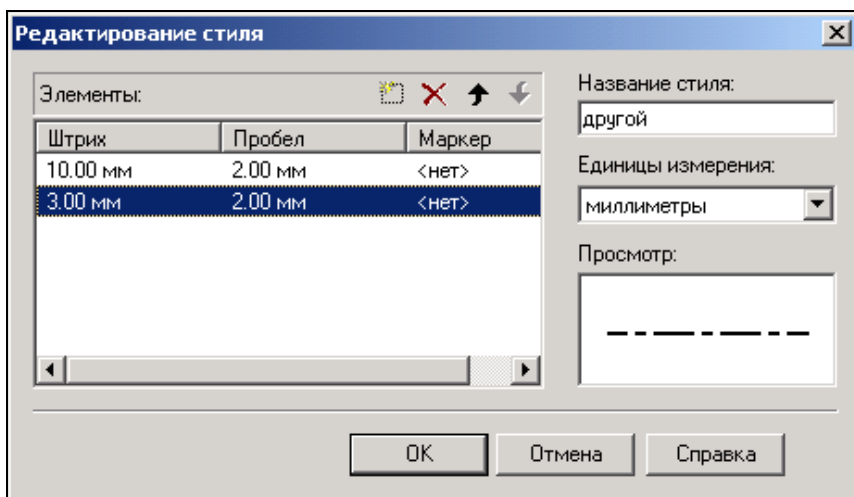 Редактирование стиля
Элементы:
Штрих Пробел Маркер
10.00 мм 2.00 мм <нет>
3.00 мм 2.00 мм <нет>
Название стиля:
другой
Единицы измерения:
миллиметры
Просмотр:
OK Отмена Справка